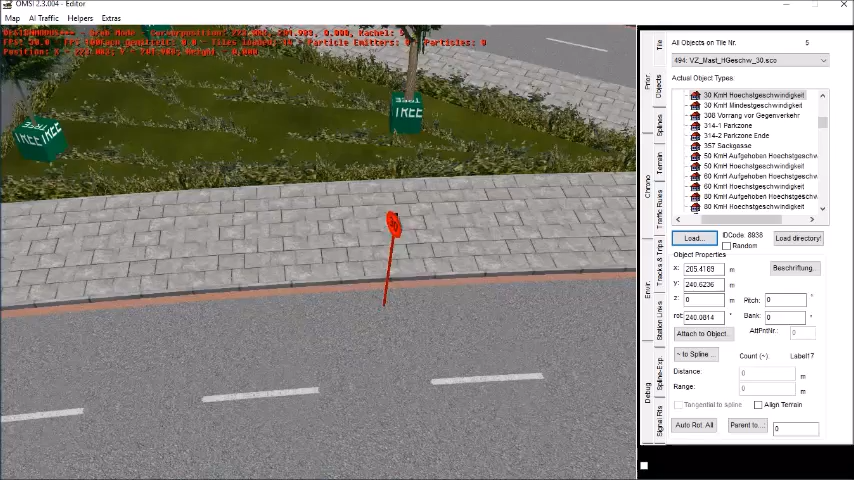 OMSI 2.3.004 - Editor
Map AI Traffic Helpers Extras
TREE
TREE
All Objects on Tile Nr. 5
494: VZ_Mast_HGeschw_30.sco
Actual Object Types:
30 KmH Hoechstgeschwindigkeit
30 KmH Mindestgeschwindigkeit
308 Vorrang vor Gegenverkehr
314-1 Parkzone
314-2 Parkzone Ende
357 Sackgasse
50 KmH Aufgehoben Hoechstgeschw
50 KmH Hoechstgeschwindigkeit
60 KmH Aufgehoben Hoechstgeschw
60 KmH Hoechstgeschwindigkeit
80 KmH Aufgehoben Hoechstgeschw
80 KmH Hoechstgeschwindigkeit
Load... IDCode: 8938 Load directory!
Random
Object Properties
x: 205.4189 m Beschriftung.
y: 240.6236 m
z: 0 m Pitch: 0 °
rot: 240.0814 ° Bank: 0 °
Attach to Object.. AttPntNr.: 0
~ to Spline ... Count (~): Label17
Distance: 0 m
Range: 0 m
Tangential to spline Align Terrain
Auto Rot. All Parent to...: 0
Tile
Objects
Splines
Terrain
Traffic Rules
Tracks & Trips
Station Links
Spline-Exp.
Signal Rts
Prior
Chrono
Envir.
Debug